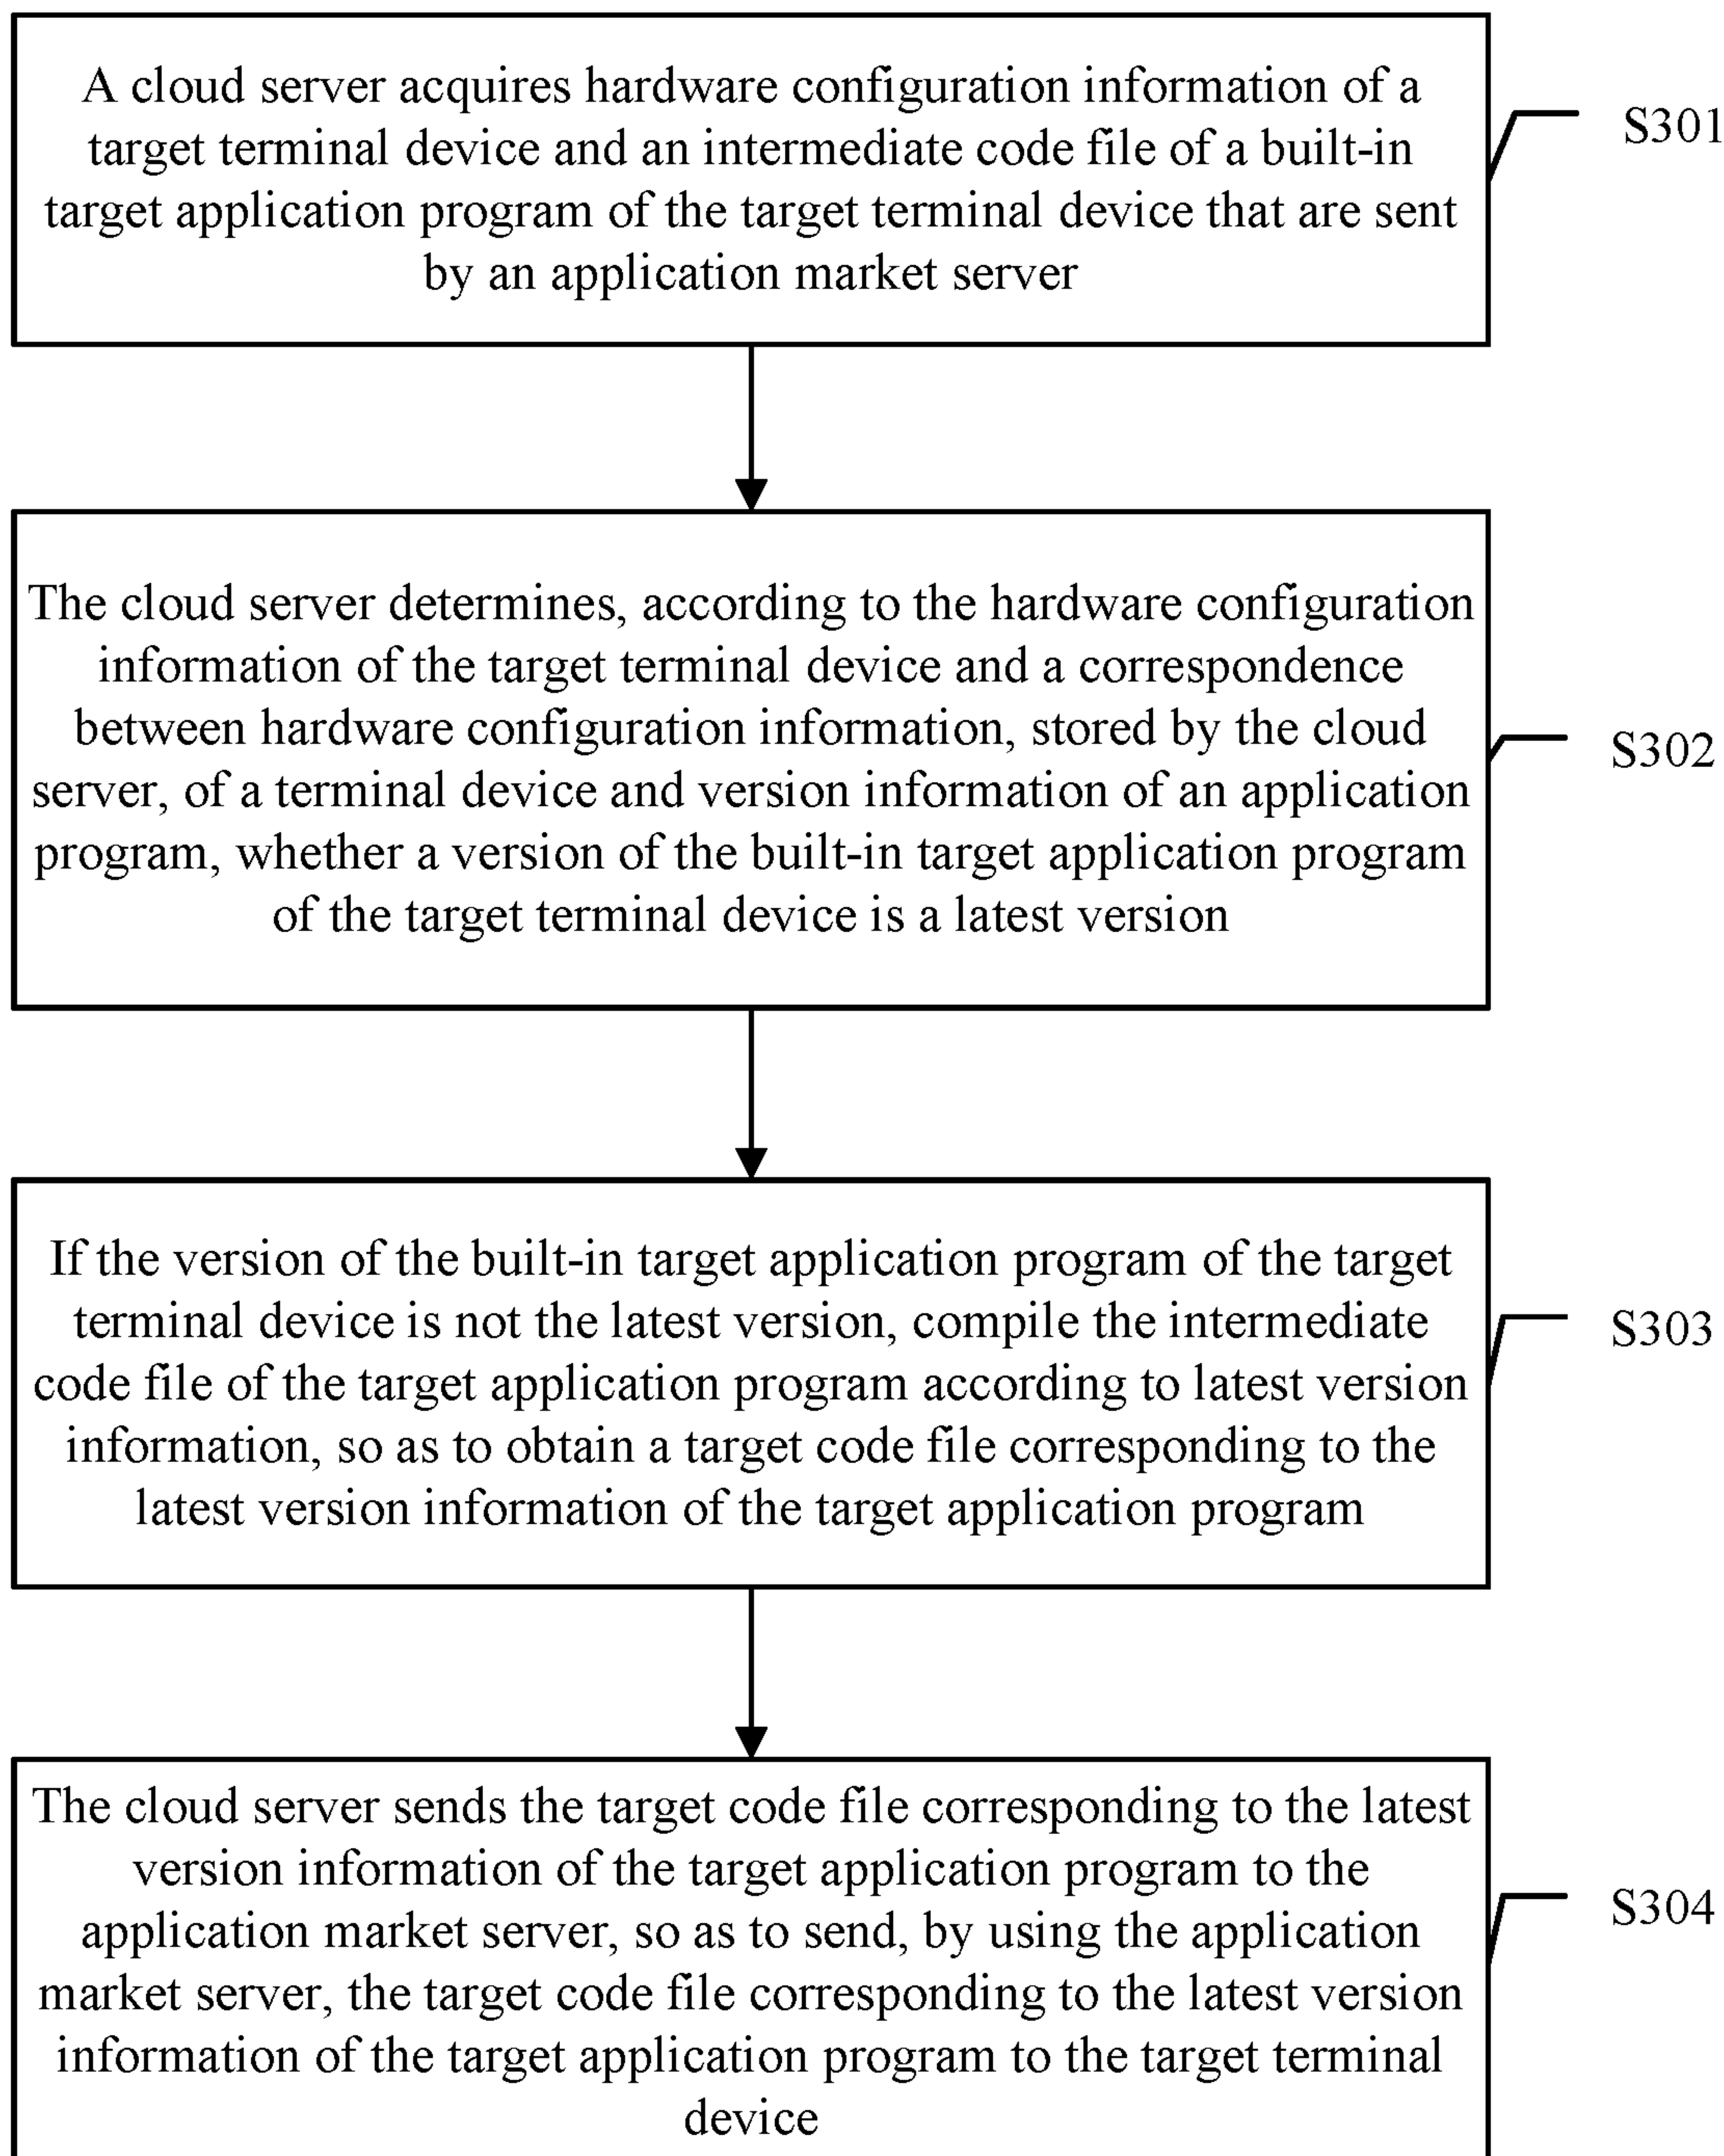 A cloud server acquires hardware configuration information of a
target terminal device and an intermediate code file of a built-in
target application program of the target terminal device that are sent
by an application market server
S301
The cloud server determines, according to the hardware configuration
information of the target terminal device and a correspondence
between hardware configuration information, stored by the cloud
server, of a terminal device and version information of an application
program, whether a version of the built-in target application program
of the target terminal device is a latest version
S302
If the version of the built-in target application program of the target
terminal device is not the latest version, compile the intermediate
code file of the target application program according to latest version
information, so as to obtain a target code file corresponding to the
latest version information of the target application program
S303
The cloud server sends the target code file corresponding to the latest
version information of the target application program to the
application market server, so as to send, by using the application
market server, the target code file corresponding to the latest version
information of the target application program to the target terminal
device
S304